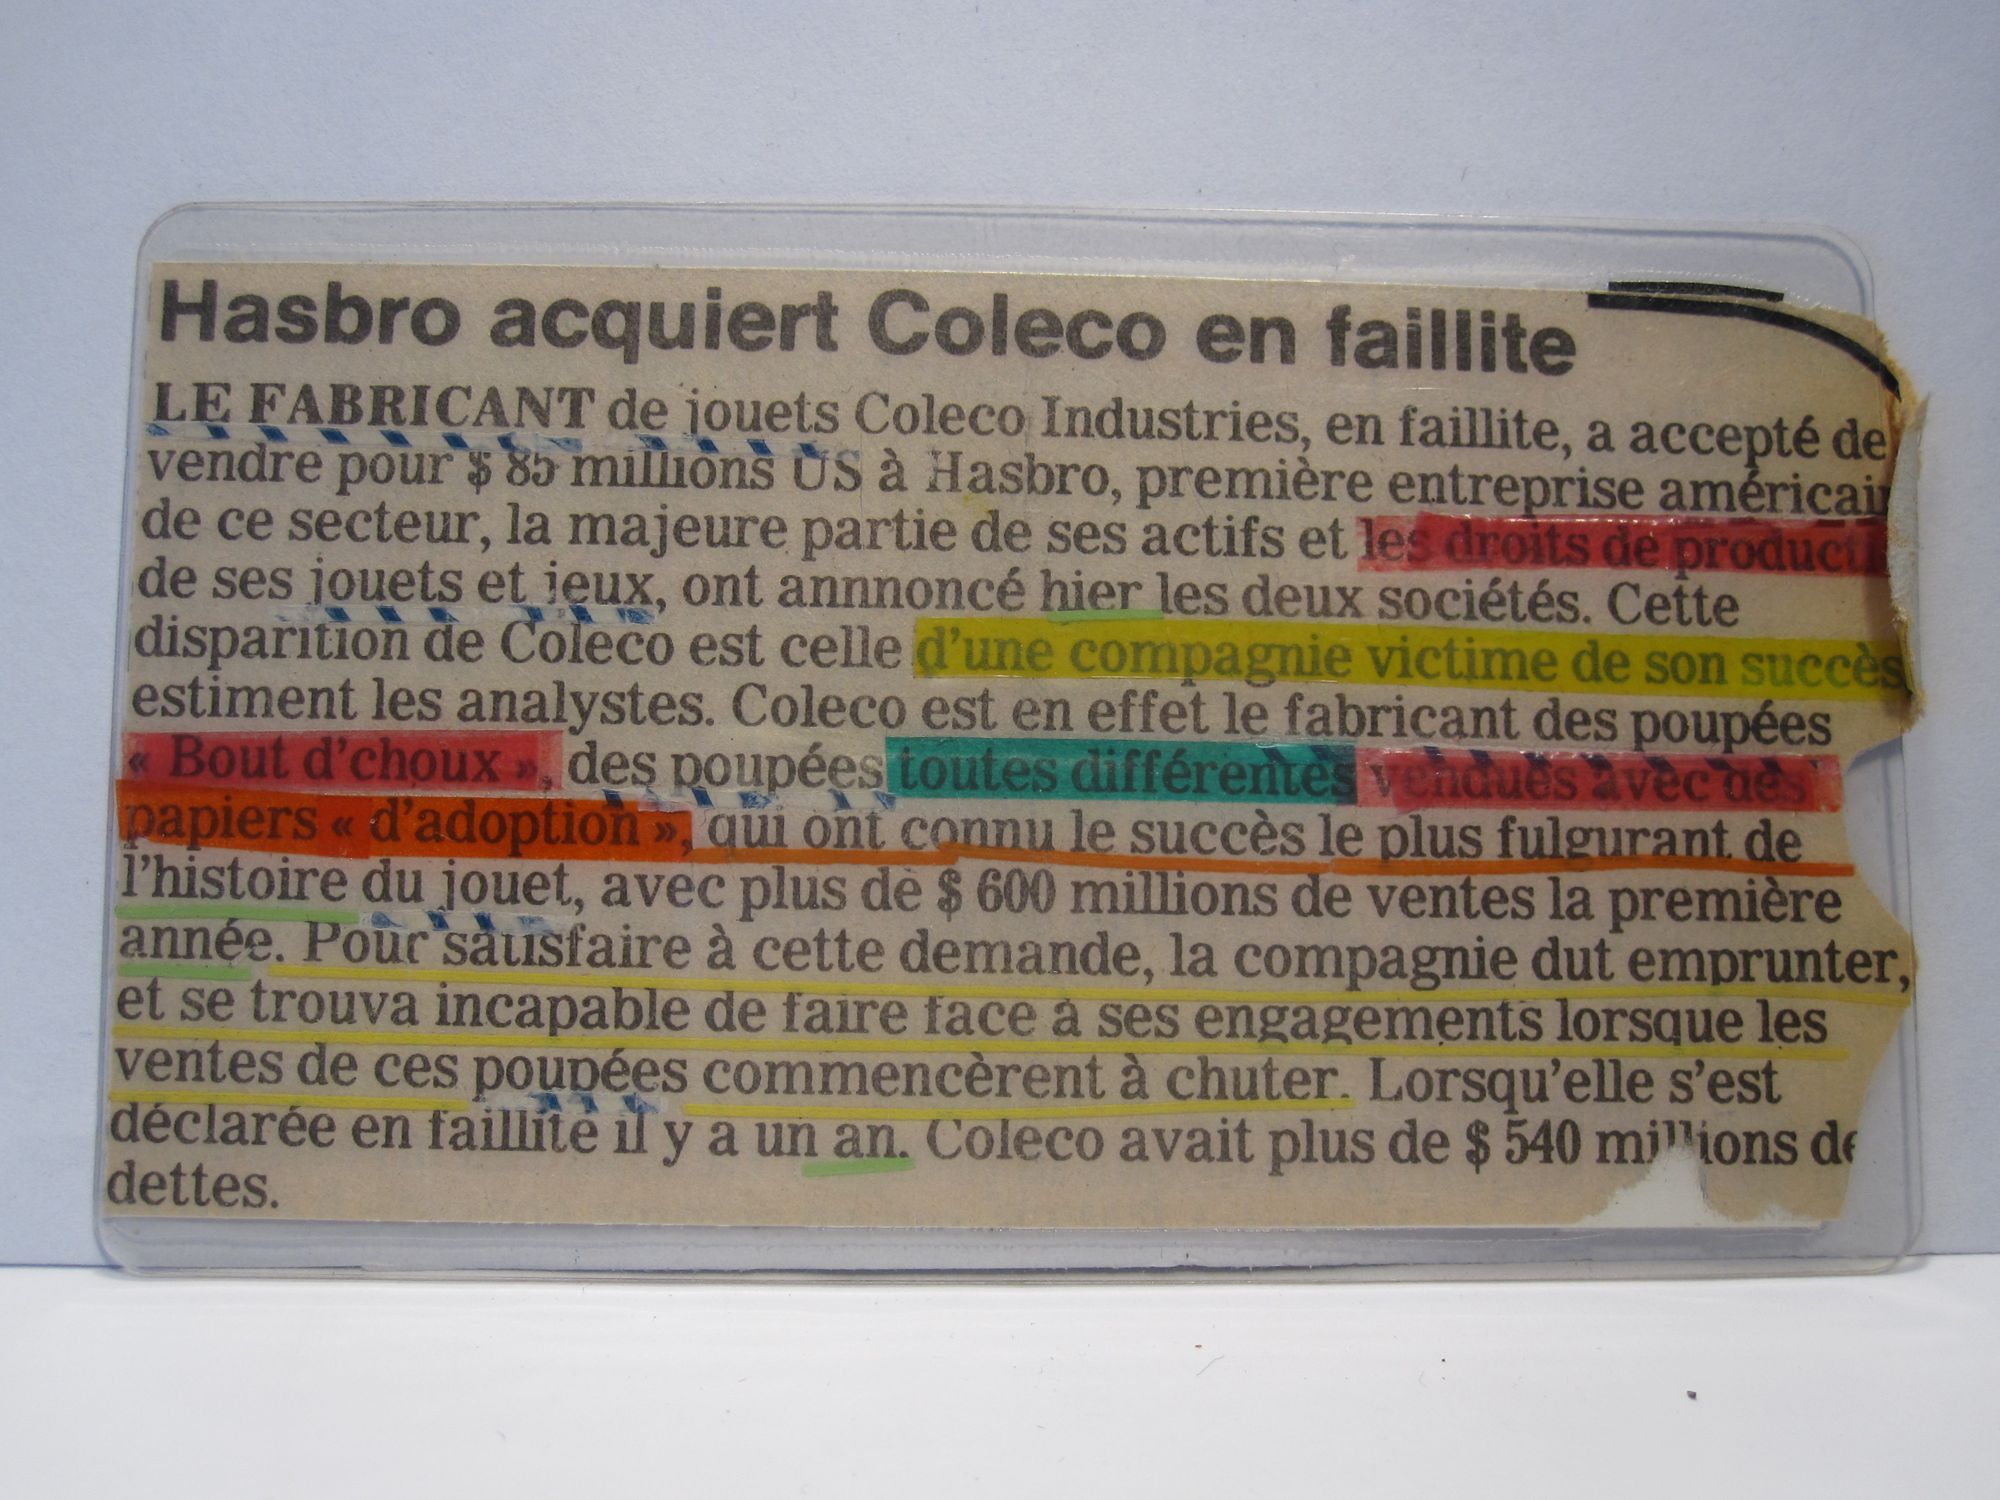 Hasbro acquiert Coleco en faillite
LE FABRICANT de jouets Coleco Industries, en faillite, a accepté de
vendre pour $ 85 millions US à Hasbro, première entreprise américain
de ce secteur, la majeure partie de ses actifs et les droits de producti
de ses jouets et jeux, ont annnoncé hier les deux sociétés. Cette
disparition de Coleco est celle d'une compagnie victime de son succès
estiment les analystes. Coleco est en effet le fabricant des poupées
« Bout d'choux », des poupées toutes différentes vendues avec des
papiers « d'adoption », qui ont connu le succès le plus fulgurant de
l'histoire du jouet, avec plus de $ 600 millions de ventes la première
année. Pour satisfaire à cette demande, la compagnie dut emprunter,
et se trouva incapable de faire face à ses engagements lorsque les
ventes de ces poupées commencèrent à chuter. Lorsqu'elle s'est
déclarée en faillite il y a un an. Coleco avait plus de $ 540 millions de
dettes.